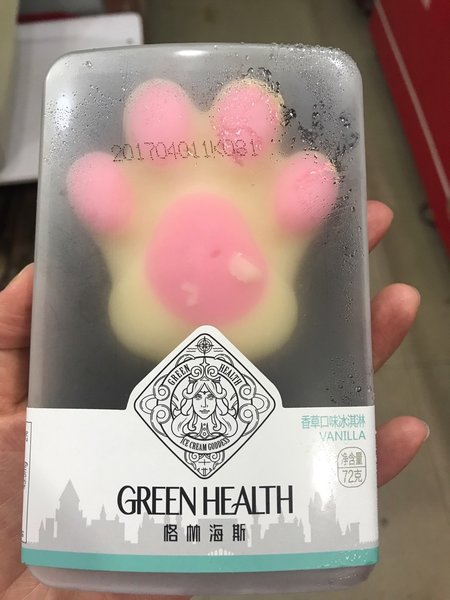 20170401 1K081
GREEN HEALTH
ICE CREAM GODDESS
香草口味冰淇淋
VANILLA
净含量
72克
GREEN HEALTH
格林海斯